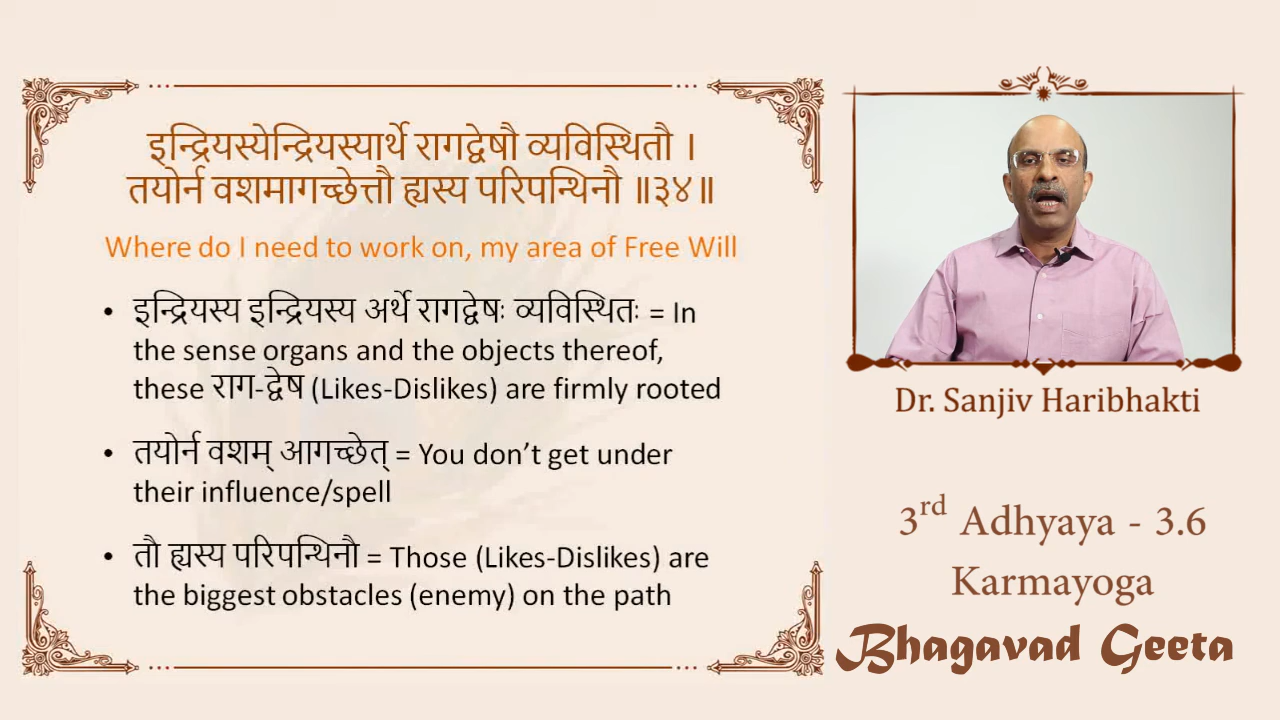 इन्द्रियस्येन्द्रियस्यार्थे रागद्वेषौ व्यविस्थितौ ।
तयोर्न वशमागच्छेत्तौ ह्यस्य परिपन्थिनौ ॥३४॥
Where do I need to work on, my area of Free Will
• इन्द्रियस्य इन्द्रियस्य अर्थे रागद्वेषः व्यविस्थितः = In
the sense organs and the objects thereof,
these राग-द्वेष (Likes-Dislikes) are firmly rooted
• तयोर्न वशम् आगच्छेत् = You don’t get under
their influence/spell
• तौ ह्यस्य परिपन्थिनौ = Those (Likes-Dislikes) are
the biggest obstacles (enemy) on the path
Dr. Sanjiv Haribhakti
3rd Adhyaya - 3.6
Karmayoga
Bhagavad Geeta